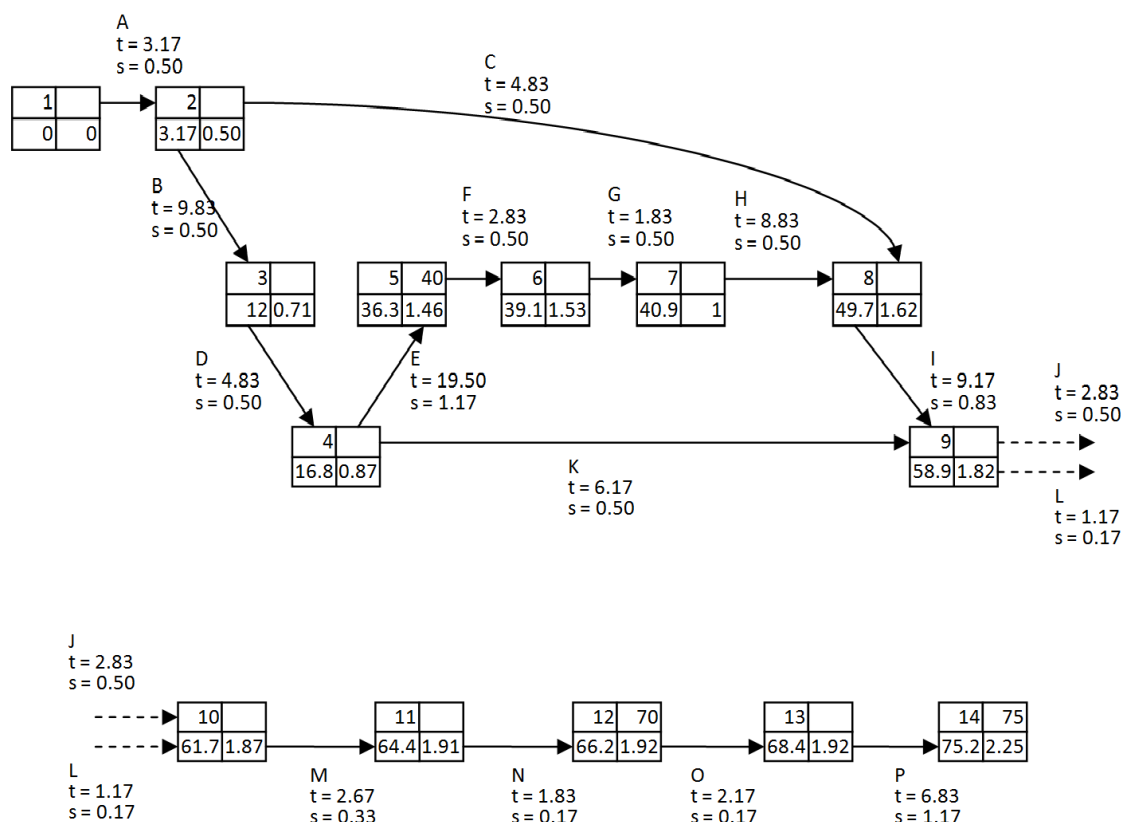 A
t = 3.17
s = 0.50
C
t = 4.83
s = 0.50
1
0 0
2
3.17 0.50
B
t = 9.83
s = 0.50
F
t = 2.83
s = 0.50
G
t = 1.83
s = 0.50
H
t = 8.83
s = 0.50
3
12 0.71
5 40
36.3 1.46
6
39.1 1.53
7
40.9 1
8
49.7 1.62
D
t = 4.83
s = 0.50
E
t = 19.50
s = 1.17
I
t = 9.17
s = 0.83
J
t = 2.83
s = 0.50
4
16.8 0.87
9
58.9 1.82
K
t = 6.17
s = 0.50
L
t = 1.17
s = 0.17
J
t = 2.83
s = 0.50
10
61.7 1.87
11
64.4 1.91
12 70
66.2 1.92
13
68.4 1.92
14 75
75.2 2.25
L
t = 1.17
s = 0.17
M
t = 2.67
s = 0.33
N
t = 1.83
s = 0.17
O
t = 2.17
s = 0.17
P
t = 6.83
s = 1.17